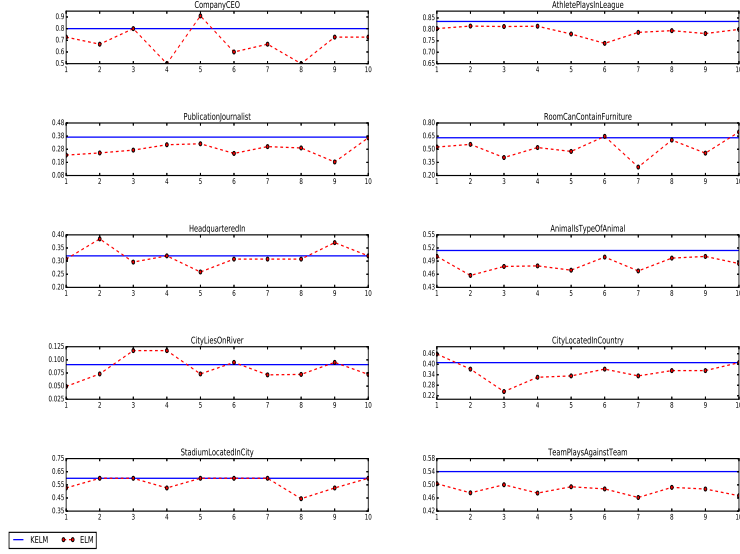 CompanyCEO
0.9
0.8
0.7
0.6
0.5
1 2 3 4 5 6 7 8 9 10
AthletePlaysInLeague
0.85
0.80
0.75
0.70
0.65
1 2 3 4 5 6 7 8 9 10
PublicationJournalist
0.48
0.38
0.28
0.18
0.08
1 2 3 4 5 6 7 8 9 10
RoomCanContainFurniture
0.80
0.65
0.50
0.35
0.20
1 2 3 4 5 6 7 8 9 10
HeadquarteredIn
0.40
0.35
0.30
0.25
0.20
1 2 3 4 5 6 7 8 9 10
AnimalIsTypeOfAnimal
0.55
0.52
0.49
0.46
0.43
1 2 3 4 5 6 7 8 9 10
CityLiesOnRiver
0.125
0.100
0.075
0.050
0.025
1 2 3 4 5 6 7 8 9 10
CityLocatedInCountry
0.46
0.40
0.34
0.28
0.22
1 2 3 4 5 6 7 8 9 10
StadiumLocatedInCity
0.75
0.65
0.55
0.45
0.35
1 2 3 4 5 6 7 8 9 10
TeamPlaysAgainstTeam
0.58
0.54
0.50
0.46
0.42
1 2 3 4 5 6 7 8 9 10
KELM ELM